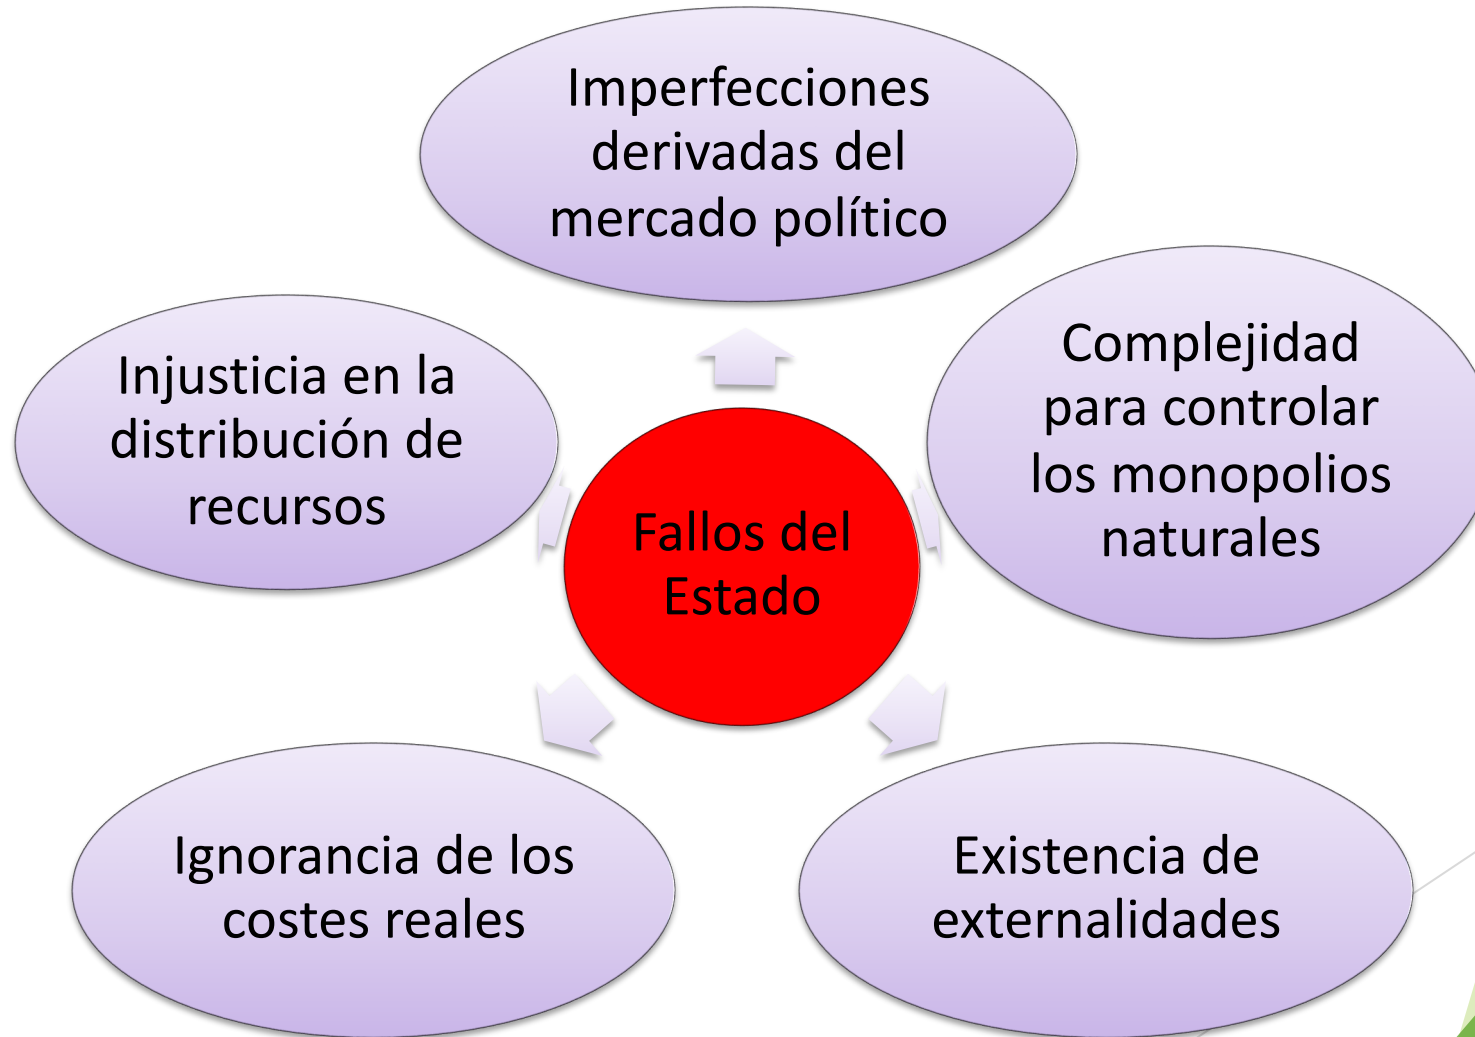 Imperfecciones
derivadas del
mercado político
Complejidad
para controlar
los monopolios
naturales
Injusticia en la
distribución de
recursos
Fallos del
Estado
Ignorancia de los
costes reales
Existencia de
externalidades